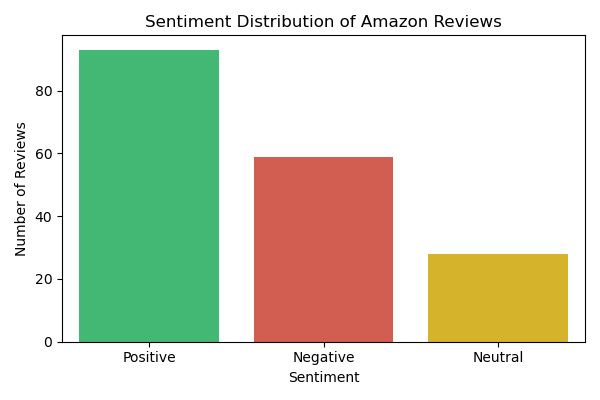 Sentiment Distribution of Amazon Reviews
Number of Reviews
80
60
40
20
0
Positive
Negative
Neutral
Sentiment